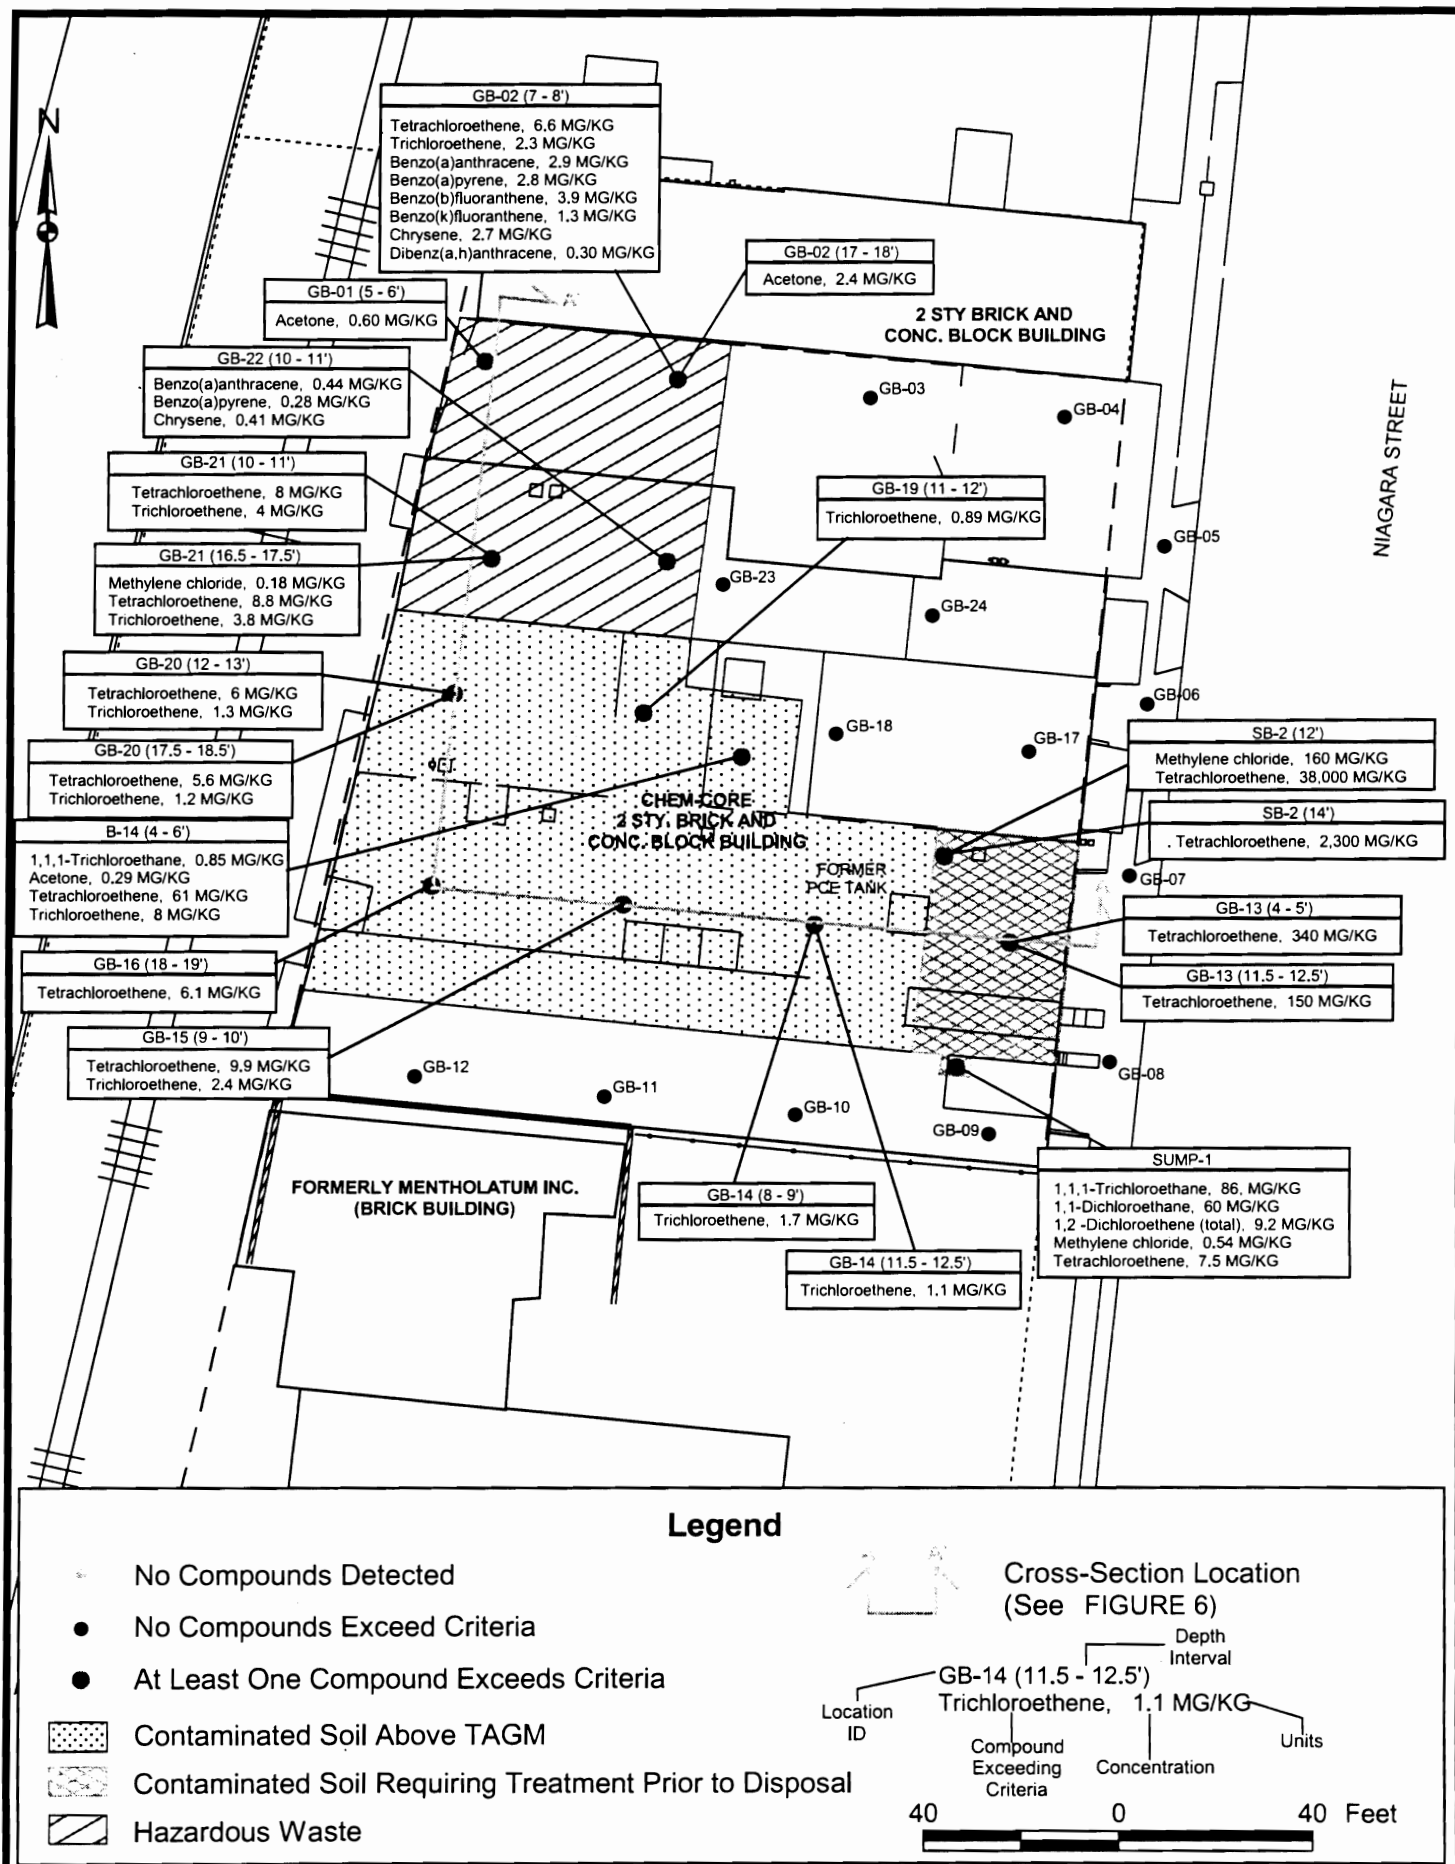 N
GB-02 (7 - 8')
Tetrachloroethene, 6.6 MG/KG
Trichloroethene, 2.3 MG/KG
Benzo(a)anthracene, 2.9 MG/KG
Benzo(a)pyrene, 2.8 MG/KG
Benzo(b)fluoranthene, 3.9 MG/KG
Benzo(k)fluoranthene, 1.3 MG/KG
Chrysene, 2.7 MG/KG
Dibenz(a,h)anthracene, 0.30 MG/KG
GB-02 (17 - 18')
Acetone, 2.4 MG/KG
GB-01 (5 - 6')
Acetone, 0.60 MG/KG
A'
2 STY BRICK AND
CONC. BLOCK BUILDING
GB-22 (10 - 11')
Benzo(a)anthracene, 0.44 MG/KG
Benzo(a)pyrene, 0.28 MG/KG
Chrysene, 0.41 MG/KG
GB-03
GB-04
NIAGARA STREET
GB-21 (10 - 11')
Tetrachloroethene, 8 MG/KG
Trichloroethene, 4 MG/KG
GB-19 (11 - 12')
Trichloroethene, 0.89 MG/KG
GB-05
GB-21 (16.5 - 17.5')
Methylene chloride, 0.18 MG/KG
Tetrachloroethene, 8.8 MG/KG
Trichloroethene, 3.8 MG/KG
GB-23
GB-24
GB-20 (12 - 13')
Tetrachloroethene, 6 MG/KG
Trichloroethene, 1.3 MG/KG
GB-06
GB-18
GB-17
SB-2 (12')
Methylene chloride, 160 MG/KG
Tetrachloroethene, 38,000 MG/KG
GB-20 (17.5 - 18.5')
Tetrachloroethene, 5.6 MG/KG
Trichloroethene, 1.2 MG/KG
CHEM-CORE
2 STY. BRICK AND
CONC. BLOCK BUILDING
SB-2 (14')
. Tetrachloroethene, 2,300 MG/KG
B-14 (4 - 6')
1,1,1-Trichloroethane, 0.85 MG/KG
Acetone, 0.29 MG/KG
Tetrachloroethene, 61 MG/KG
Trichloroethene, 8 MG/KG
FORMER
PCE TANK
GB-07
GB-13 (4 - 5')
Tetrachloroethene, 340 MG/KG
GB-16 (18 - 19')
Tetrachloroethene, 6.1 MG/KG
GB-13 (11.5 - 12.5')
Tetrachloroethene, 150 MG/KG
GB-15 (9 - 10')
Tetrachloroethene, 9.9 MG/KG
Trichloroethene, 2.4 MG/KG
GB-12
GB-11
GB-10
GB-09
GB-08
SUMP-1
1,1,1-Trichloroethane, 86, MG/KG
1,1-Dichloroethane, 60 MG/KG
1,2 -Dichloroethene (total), 9.2 MG/KG
Methylene chloride, 0.54 MG/KG
Tetrachloroethene, 7.5 MG/KG
FORMERLY MENTHOLATUM INC.
(BRICK BUILDING)
GB-14 (8 - 9')
Trichloroethene, 1.7 MG/KG
GB-14 (11.5 - 12.5')
Trichloroethene, 1.1 MG/KG
Legend
No Compounds Detected
No Compounds Exceed Criteria
At Least One Compound Exceeds Criteria
Contaminated Soil Above TAGM
Contaminated Soil Requiring Treatment Prior to Disposal
Hazardous Waste
Cross-Section Location
(See FIGURE 6)
Depth
Interval
GB-14 (11.5 - 12.5')
Trichloroethene, 1.1 MG/KG
Location
ID
Compound
Exceeding
Criteria
Concentration
Units
40 0 40 Feet